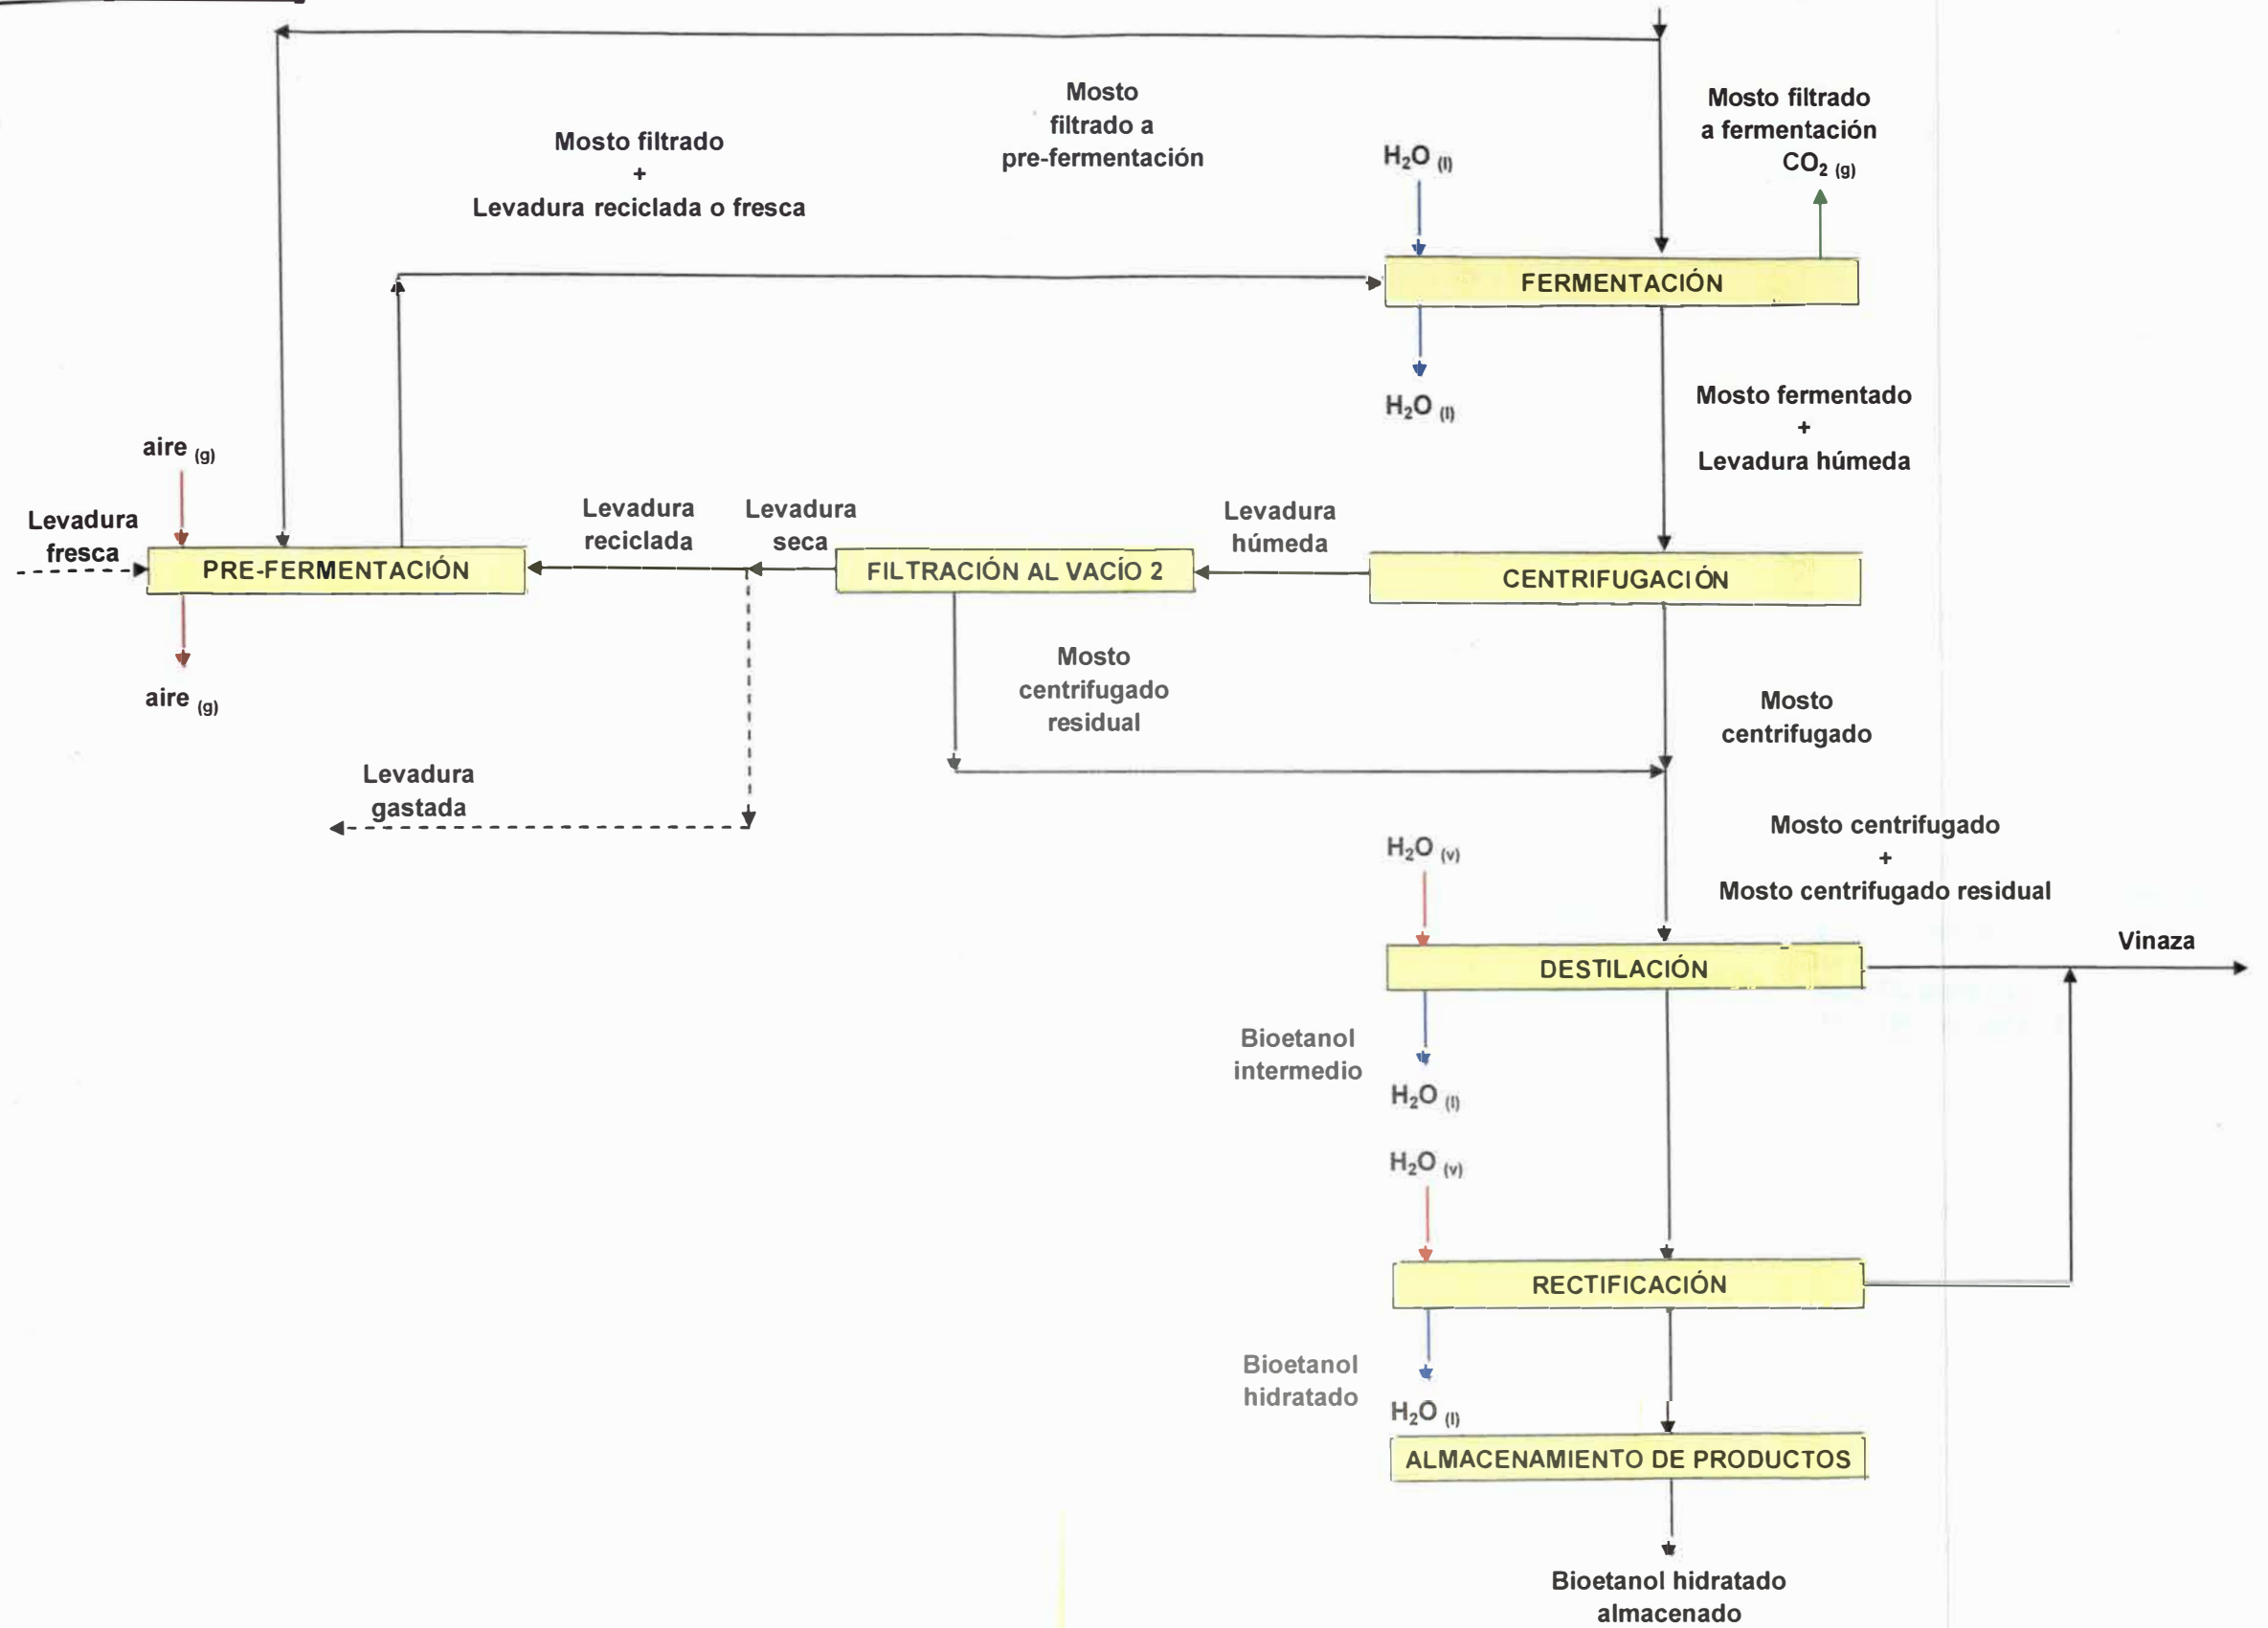 Mosto
filtrado a
pre-fermentación
Mosto filtrado
a fermentación
CO₂ (g)
Mosto filtrado
+
Levadura reciclada o fresca
H₂O (l)
FERMENTACIÓN
H₂O (l)
Mosto fermentado
+
Levadura húmeda
aire (g)
Levadura
fresca
PRE-FERMENTACIÓN
aire (g)
Levadura
reciclada
Levadura
seca
FILTRACIÓN AL VACÍO 2
Levadura
húmeda
CENTRIFUGACIÓN
Mosto
centrifugado
residual
Mosto
centrifugado
Levadura
gastada
Mosto centrifugado
+
Mosto centrifugado residual
H₂O (v)
DESTILACIÓN
Vinaza
Bioetanol
intermedio
H₂O (l)
H₂O (v)
RECTIFICACIÓN
Bioetanol
hidratado
H₂O (l)
ALMACENAMIENTO DE PRODUCTOS
Bioetanol hidratado
almacenado